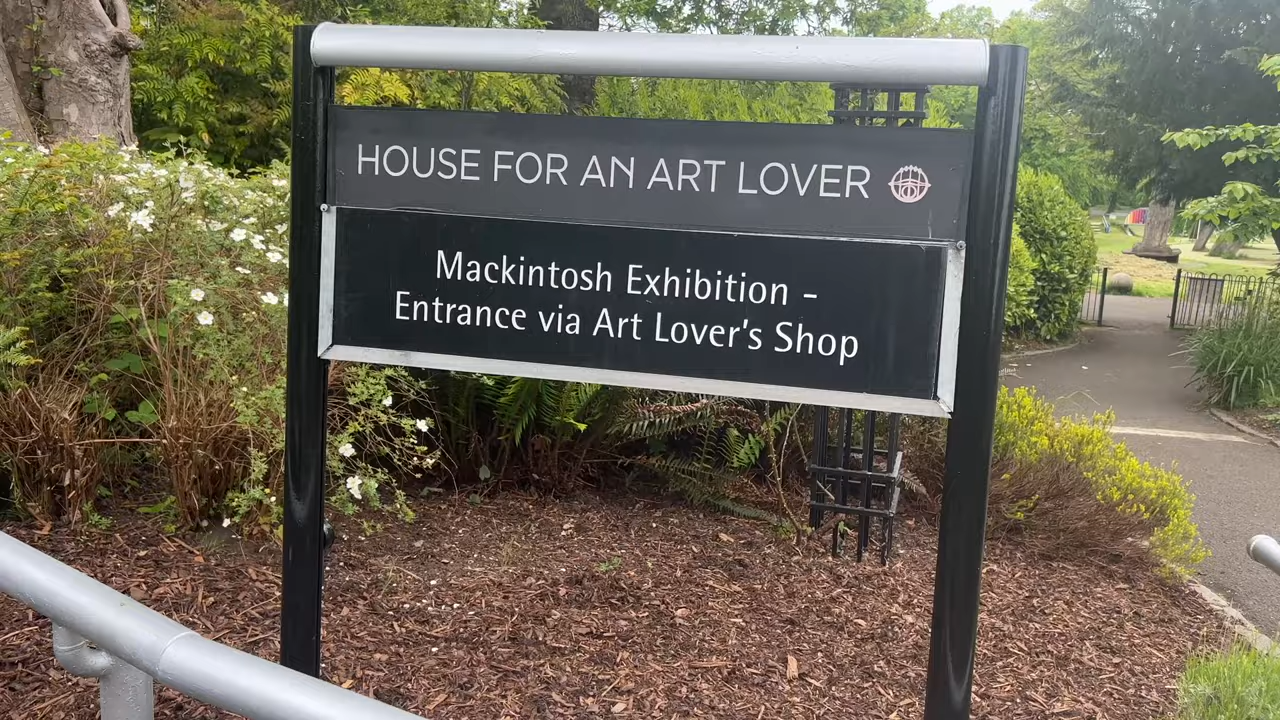 HOUSE FOR AN ART LOVER
Mackintosh Exhibition -
Entrance via Art Lover's Shop